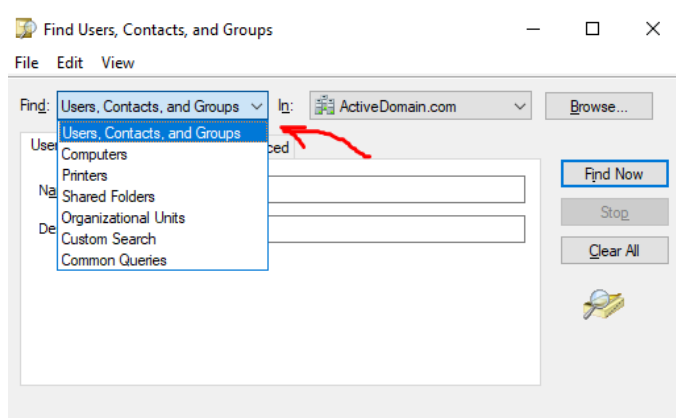 Find Users, Contacts, and Groups
File Edit View
Find: Users, Contacts, and Groups In: ActiveDomain.com Browse...
Users, Contacts, and Groups
Computers
Printers
Shared Folders
Organizational Units
Custom Search
Common Queries
Find Now
Stop
Clear All